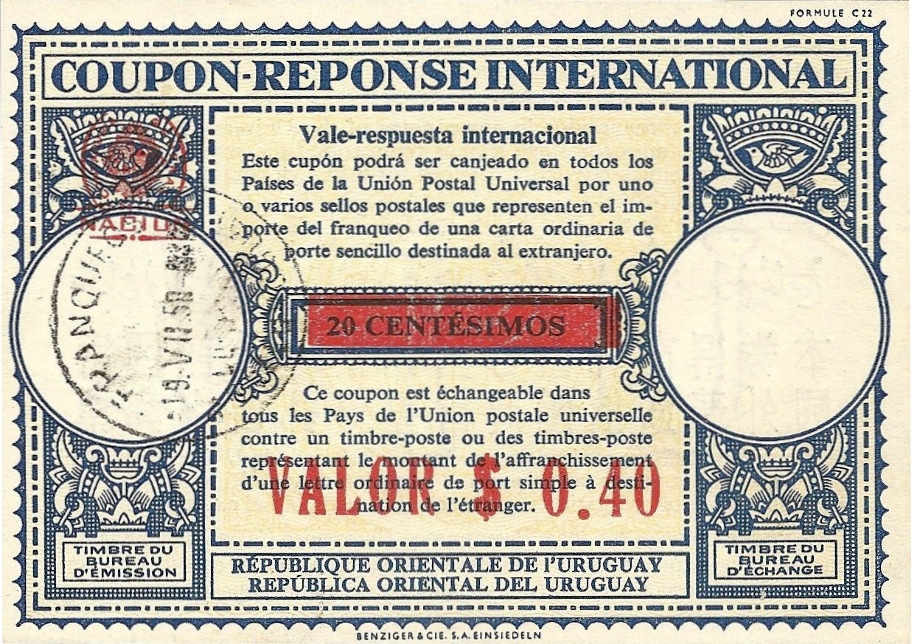 FORMULE C 22
COUPON-REPONSE INTERNATIONAL
Vale-respuesta internacional
Este cupón podrá ser canjeado en todos los
Países de la Unión Postal Universal por uno
o varios sellos postales que representen el im-
porte del franqueo de una carta ordinaria de
porte sencillo destinada al extranjero.
20 CENTÉSIMOS
Ce coupon est échangeable dans
tous les Pays de l'Union postale universelle
contre un timbre-poste ou des timbres-poste
représentant le montant de l'affranchissement
d'une lettre ordinaire de port simple à desti-
nation de l'étranger.
VALOR $ 0.40
TIMBRE DU
BUREAU
D'ÉMISSION
RÉPUBLIQUE ORIENTALE DE l'URUGUAY
REPÚBLICA ORIENTAL DEL URUGUAY
TIMBRE DU
BUREAU
D'ÉCHANGE
BENZIGER & CIE. S.A. EINSIEDELN